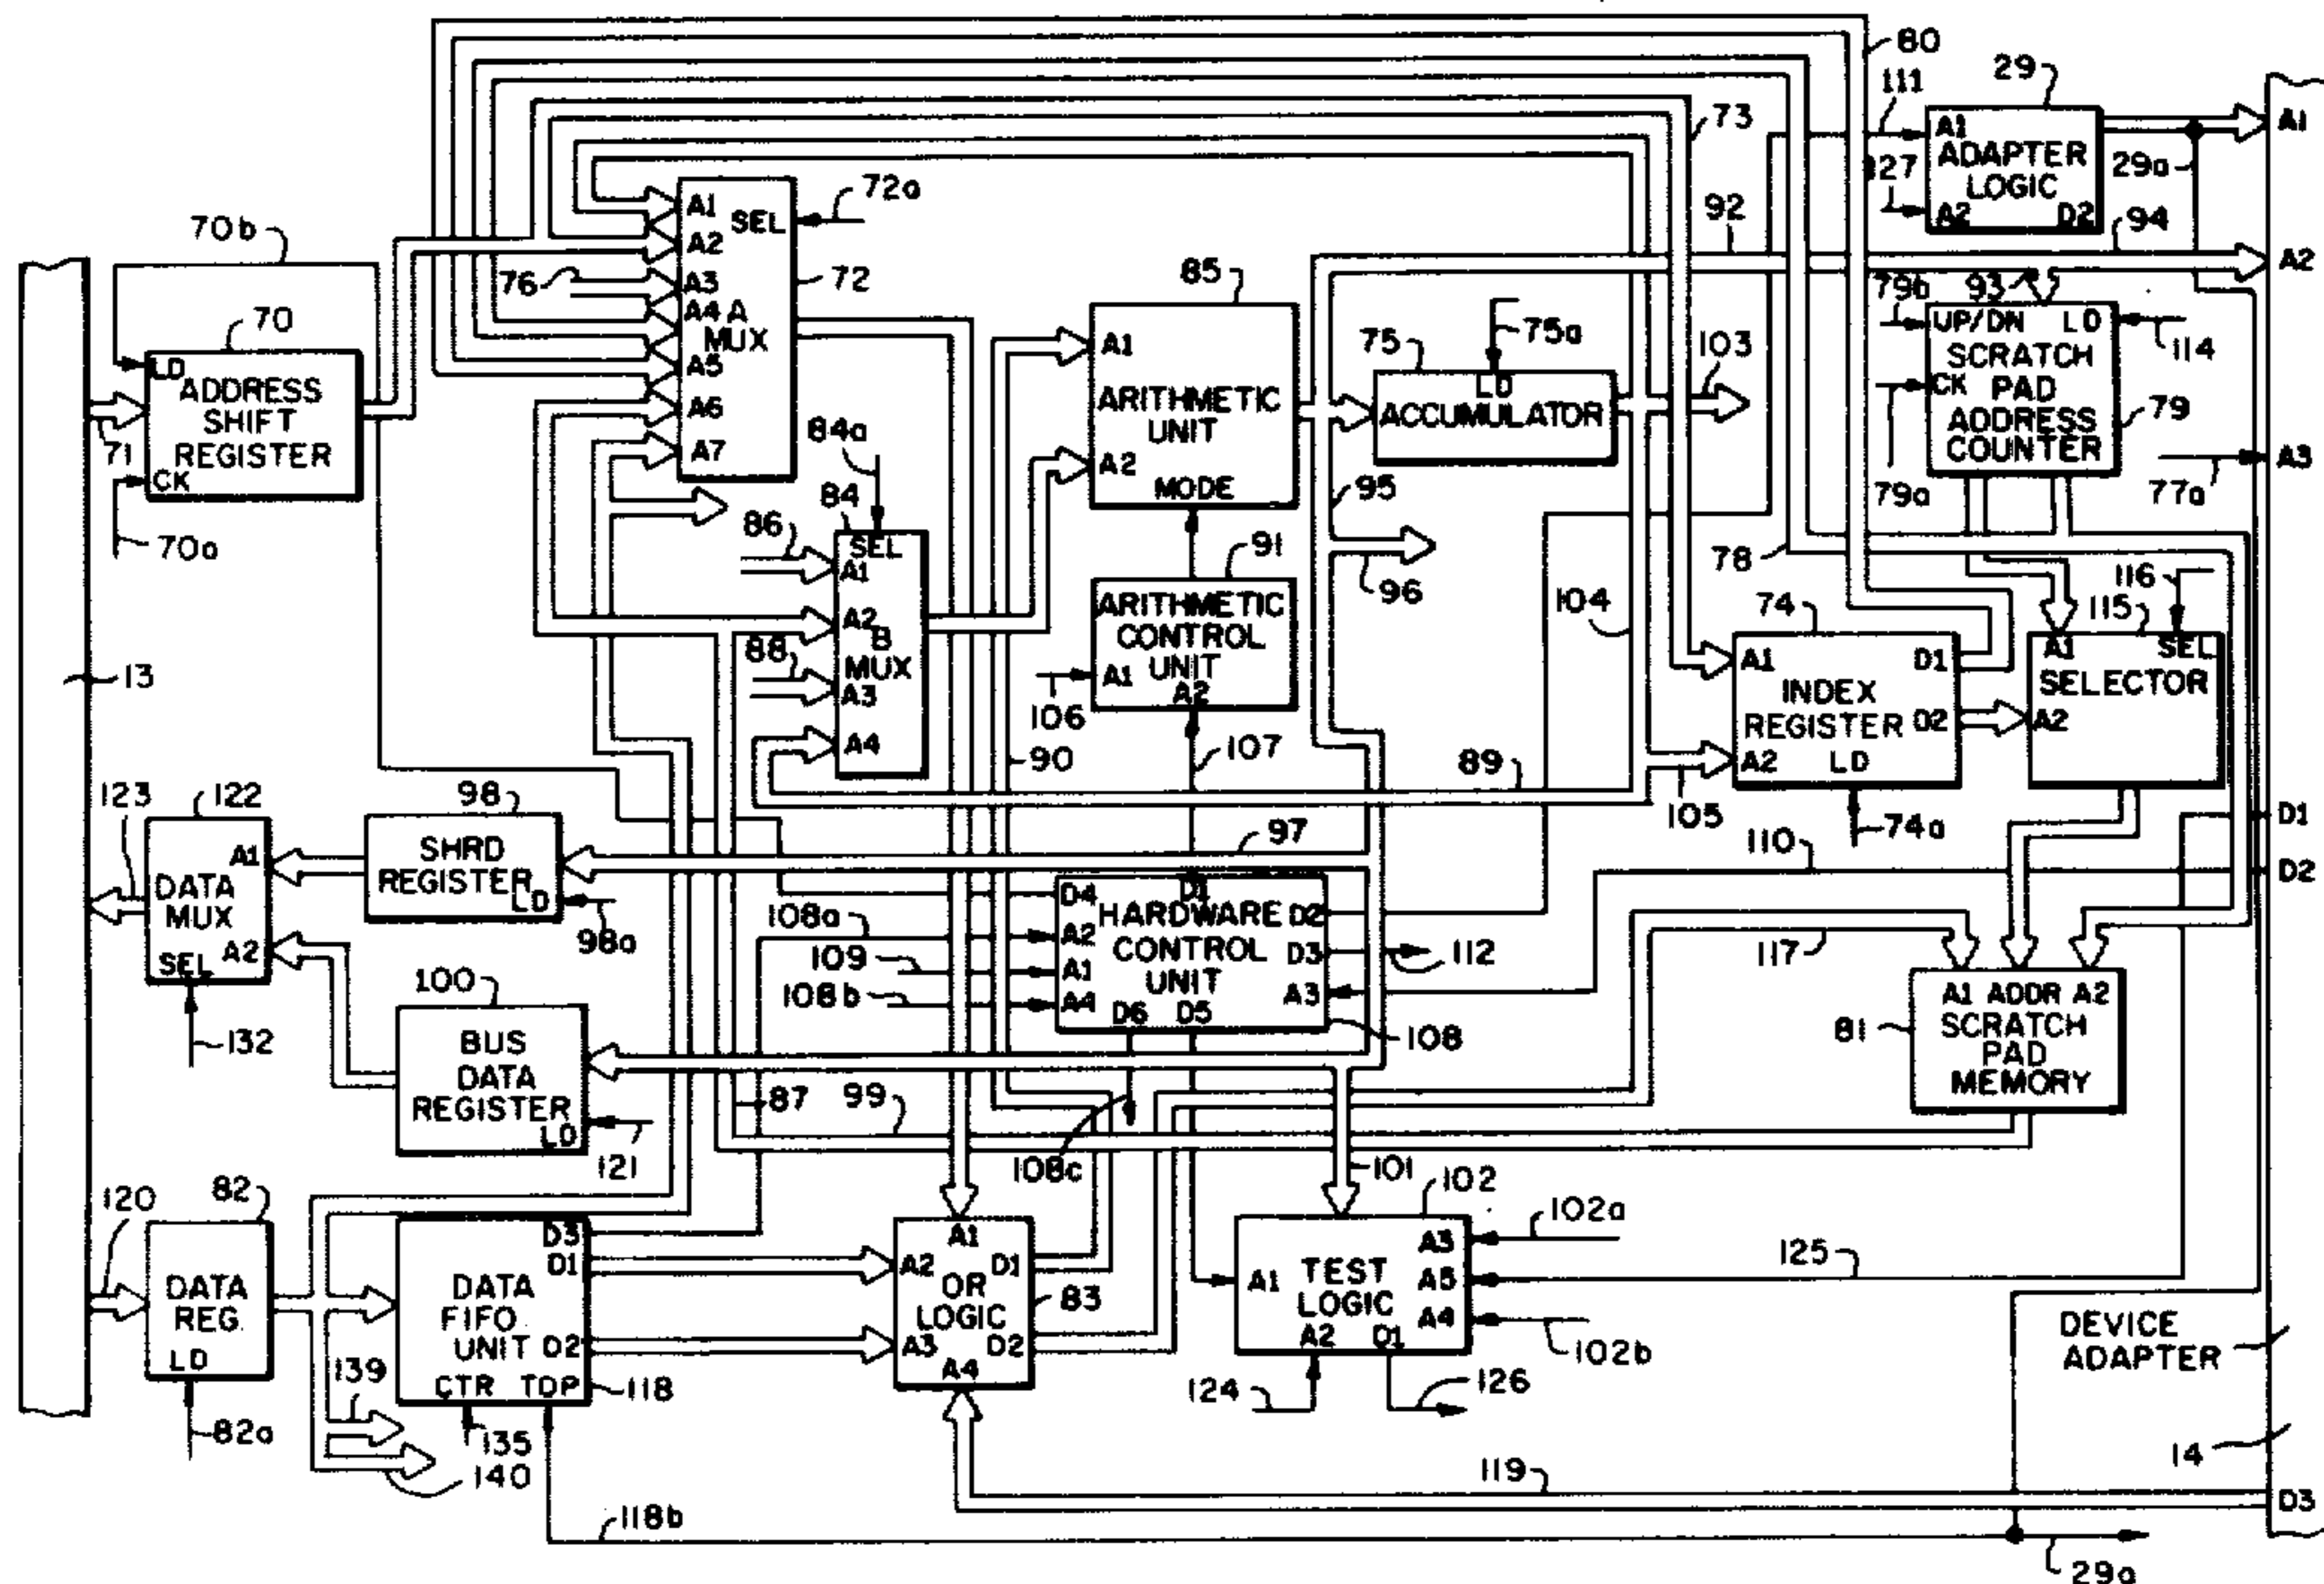 80
29
111
A1
ADAPTER
LOGIC
A2 D2
A1
73
29a
72a
A1
SEL
A2
92
94
70b
76
A3
72
85
A2
A4 A
MUX
A5
A6
A7
79b
93
UP/DN LD
SCRATCH
PAD
CK
ADDRESS
COUNTER
114
79
70
LD
ADDRESS
SHIFT
REGISTER
CK
71
70a
75a
75
LD
ACCUMULATOR
103
A1
ARITHMETIC
UNIT
A2
MODE
84a
84
79a
77a
A3
95
86
SEL
A1
91
96
78
116
104
74
115
A2
B
MUX
88
A3
A4
ARITHMETIC
CONTROL
UNIT
A1
A2
106
A1
D1
INDEX
REGISTER
D2
A2
LD
A1
SEL
SELECTOR
A2
13
90
107
89
105
74a
123
122
98
97
110
D1
D2
A1
DATA
MUX
A2
SEL
SHRD
REGISTER
LD
98a
108a
109
108b
D4 D1
HARDWARE
D2
A2
CONTROL
D3
A1
UNIT
A3
A4
D6 D5
112
117
132
100
108
81
A1 ADDR A2
SCRATCH
PAD
MEMORY
BUS
DATA
REGISTER
LD
87
99
121
108c
101
102
120
82
D3
D1
A1
A2
D1
OR
LOGIC
A3
D2
A4
83
102a
A3
TEST
LOGIC
A1
A5
A4
A2 D1
125
DATA
REG.
LD
DATA
FIFO
UNIT D2
CTR TOP
118
102b
DEVICE
ADAPTER
139
124
126
82a
135
140
14
119
D3
118b
29a